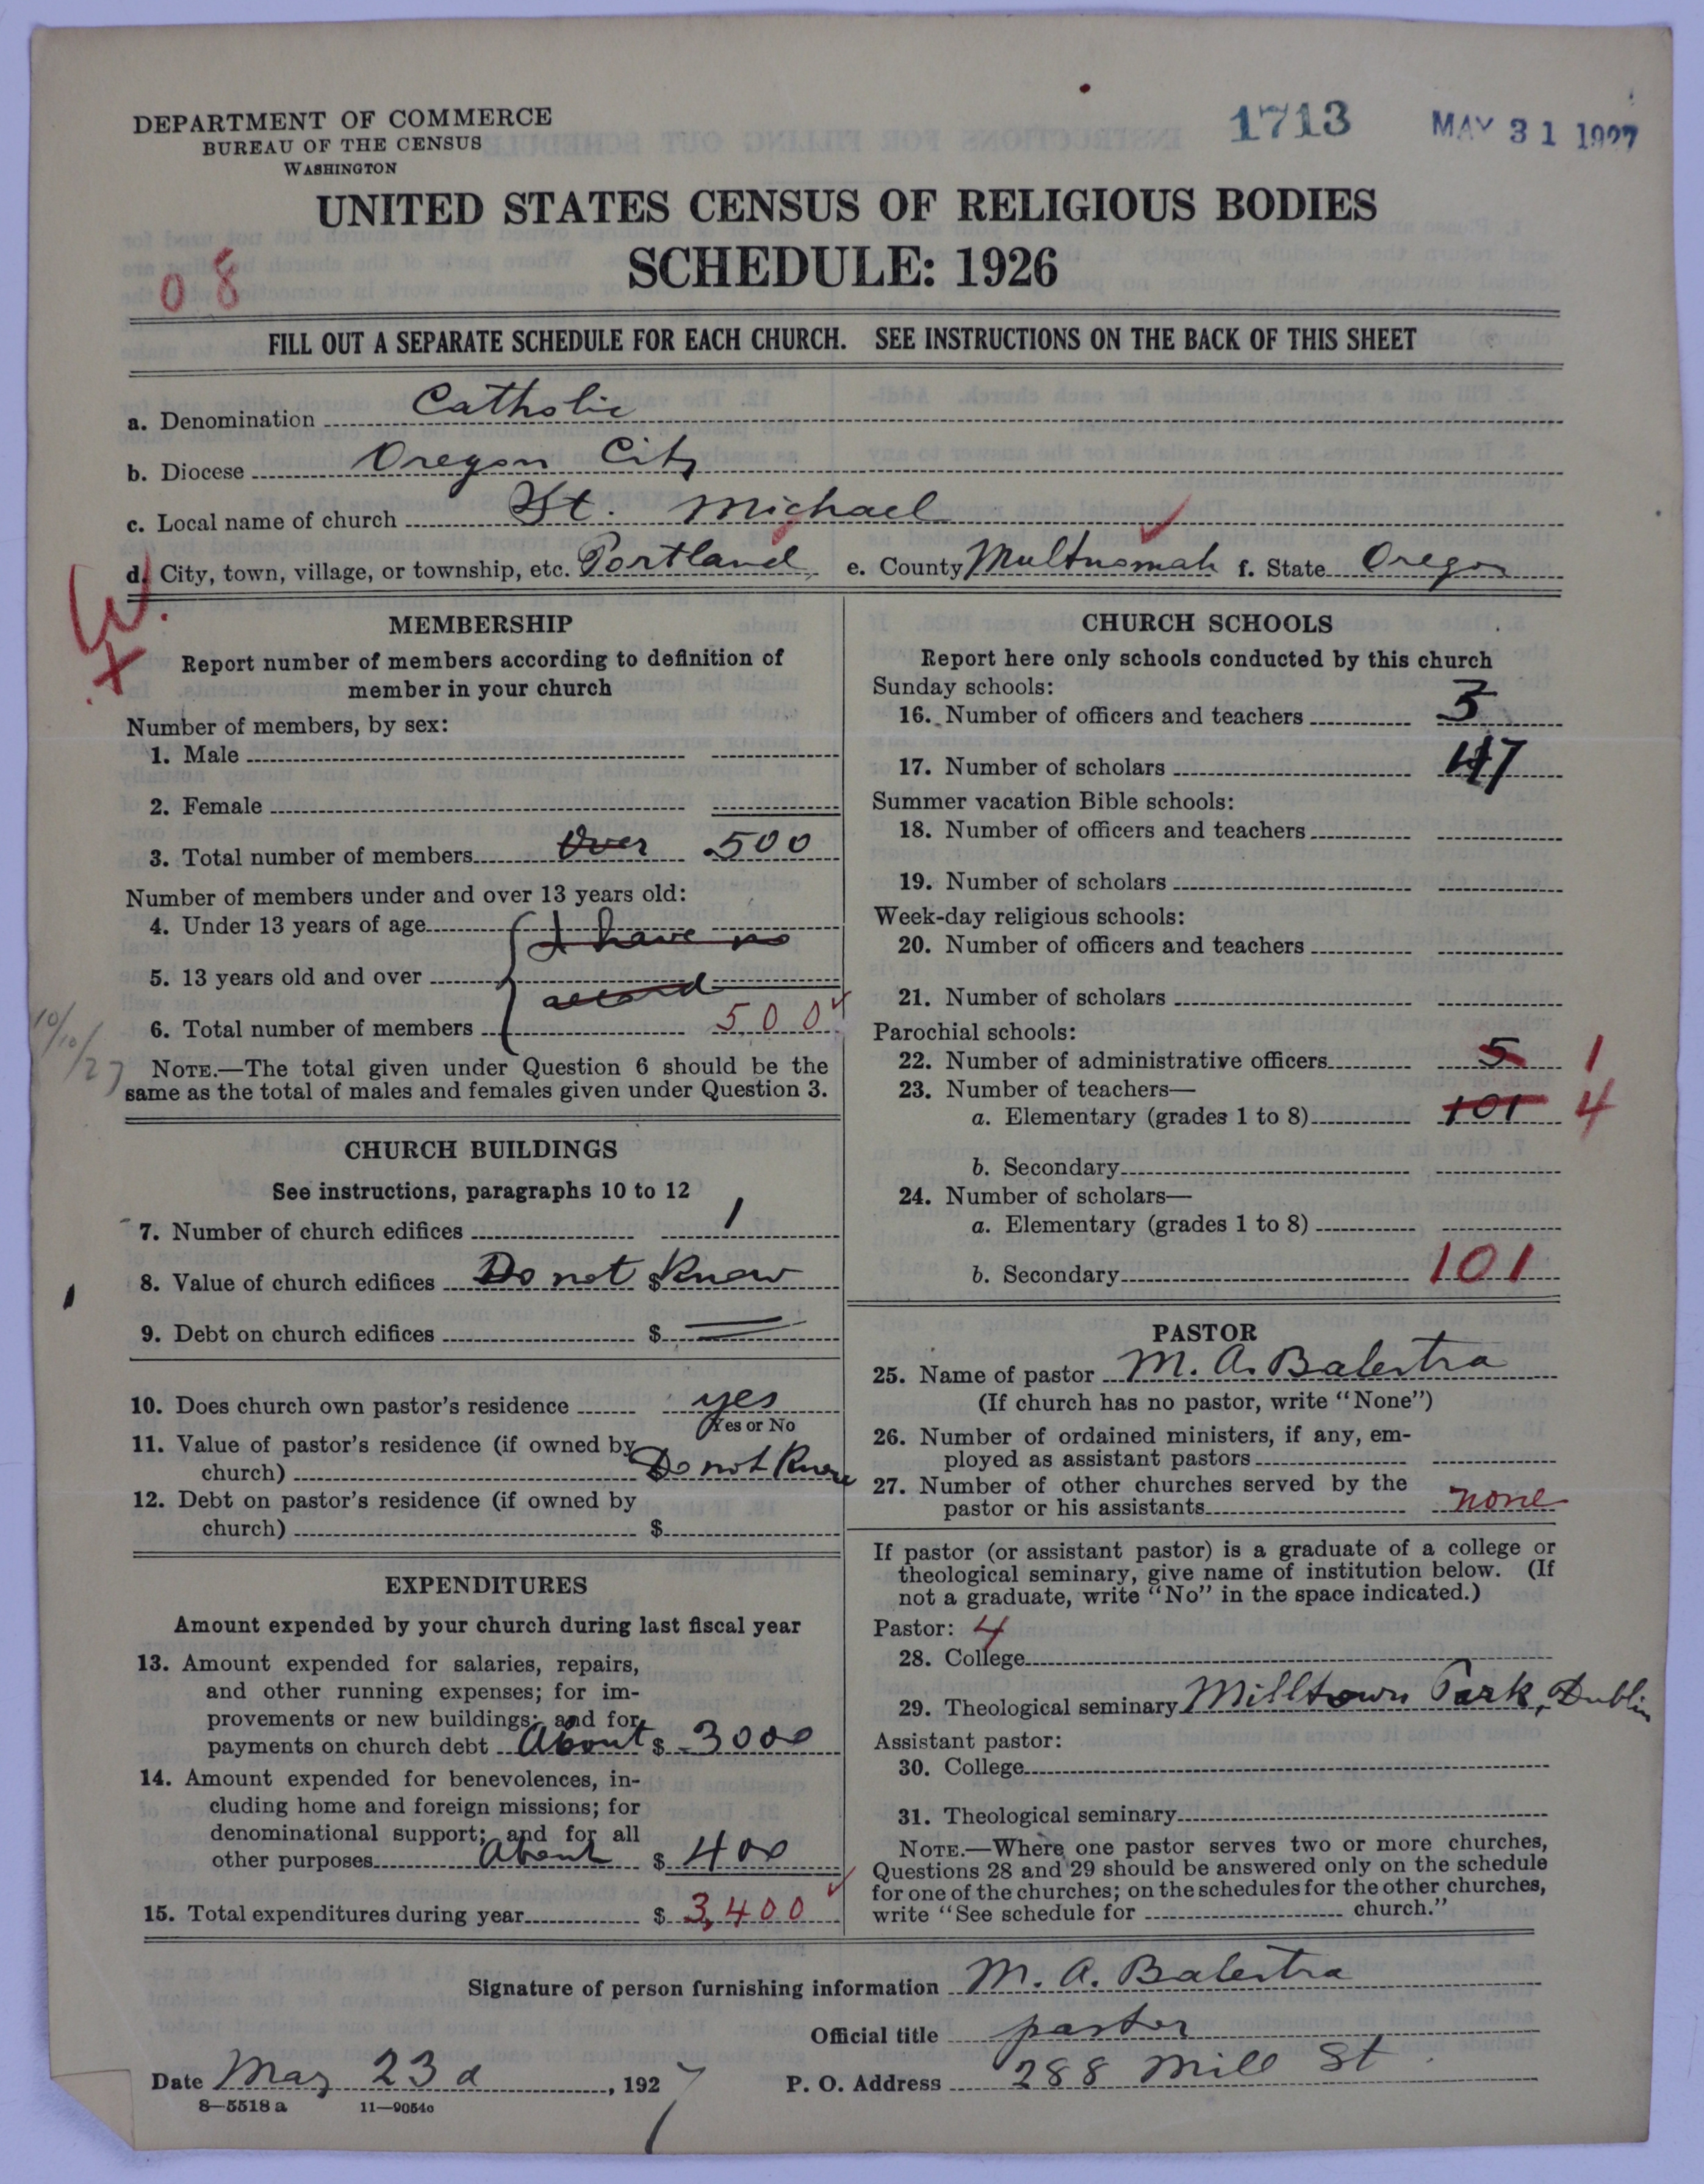 DEPARTMENT OF COMMERCE
BUREAU OF THE CENSUS
WASHINGTON
1713
MAY 31 1927
UNITED STATES CENSUS OF RELIGIOUS BODIES
SCHEDULE: 1926
08
FILL OUT A SEPARATE SCHEDULE FOR EACH CHURCH. SEE INSTRUCTIONS ON THE BACK OF THIS SHEET
a. Denomination Catholic
b. Diocese Oregon City
c. Local name of church St. Michael
d. City, town, village, or township, etc. Portland e. County Multnomah f. State Oregon
MEMBERSHIP
Report number of members according to definition of
member in your church
Number of members, by sex:
1. Male
2. Female
3. Total number of members Over 500
Number of members under and over 13 years old:
4. Under 13 years of age I have no
5. 13 years old and over record
6. Total number of members 500
10/10/27
NOTE.—The total given under Question 6 should be the
same as the total of males and females given under Question 3.
CHURCH BUILDINGS
See instructions, paragraphs 10 to 12
7. Number of church edifices 1
8. Value of church edifices Do not $ Know
9. Debt on church edifices $
10. Does church own pastor's residence yes
Yes or No
11. Value of pastor's residence (if owned by
church) Do not Know
12. Debt on pastor's residence (if owned by
church) $
EXPENDITURES
Amount expended by your church during last fiscal year
13. Amount expended for salaries, repairs,
and other running expenses; for im-
provements or new buildings; and for
payments on church debt About $ 3000
14. Amount expended for benevolences, in-
cluding home and foreign missions; for
denominational support; and for all
other purposes About $ 400
15. Total expenditures during year $ 3,400
CHURCH SCHOOLS
Report here only schools conducted by this church
Sunday schools:
16. Number of officers and teachers 3
17. Number of scholars 47
Summer vacation Bible schools:
18. Number of officers and teachers
19. Number of scholars
Week-day religious schools:
20. Number of officers and teachers
21. Number of scholars
Parochial schools:
22. Number of administrative officers 5 1
23. Number of teachers—
a. Elementary (grades 1 to 8) 101 4
b. Secondary
24. Number of scholars—
a. Elementary (grades 1 to 8)
b. Secondary 101
PASTOR
25. Name of pastor M. A. Balestra
(If church has no pastor, write "None")
26. Number of ordained ministers, if any, em-
ployed as assistant pastors
27. Number of other churches served by the
pastor or his assistants none
If pastor (or assistant pastor) is a graduate of a college or
theological seminary, give name of institution below. (If
not a graduate, write "No" in the space indicated.)
Pastor: 4
28. College
29. Theological seminary Milltown Park, Dublin
Assistant pastor:
30. College
31. Theological seminary
NOTE.—Where one pastor serves two or more churches,
Questions 28 and 29 should be answered only on the schedule
for one of the churches; on the schedules for the other churches,
write "See schedule for church."
Signature of person furnishing information M. A. Balestra
Official title pastor
Date May 23d, 1927 P. O. Address 288 Mill St.
8—5518 a 11—9054c